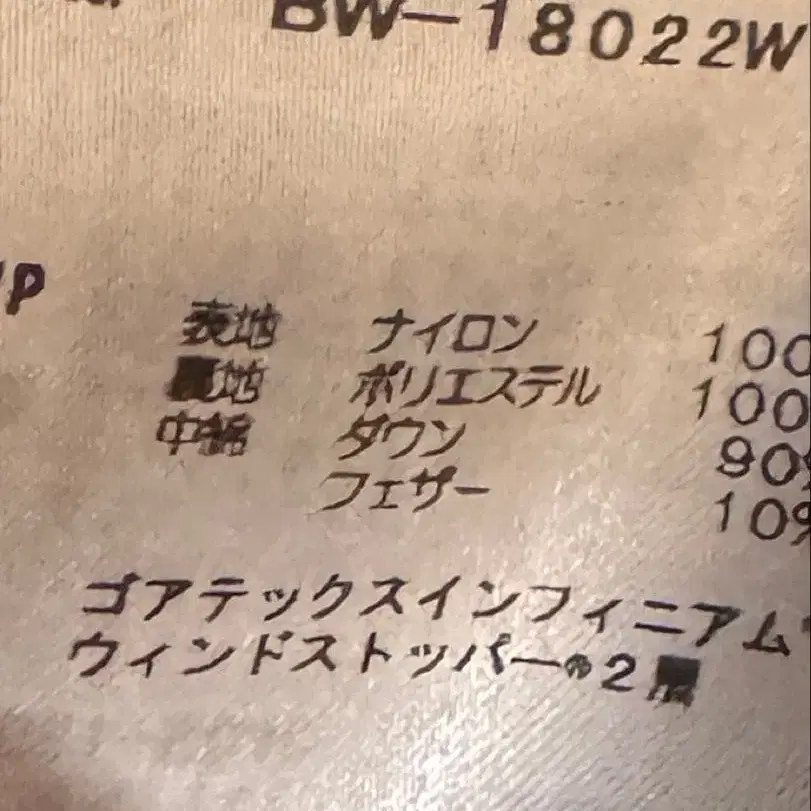 BW-18022W
P
表地 ナイロン 100
裏地 ポリエステル 100
中綿 ダウン 90%
フェザー 10%
ゴアテックスインフィニアム
ウィンドストッパー®2層